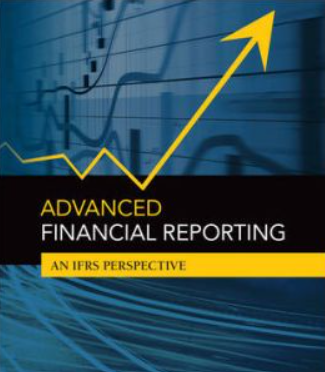 ADVANCED
FINANCIAL REPORTING
AN IFRS PERSPECTIVE